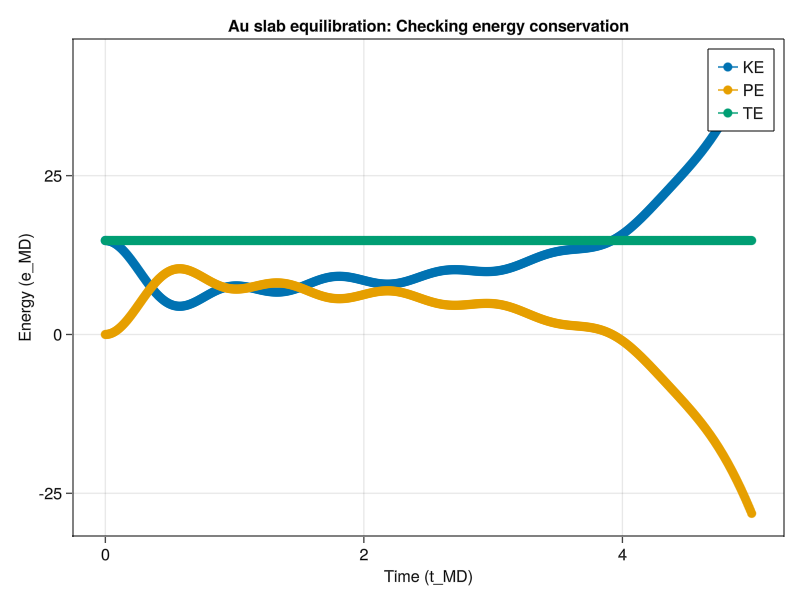 Au slab equilibration: Checking energy conservation
KE
PE
TE
25
0
-25
Energy (e_MD)
0
2
4
Time (t_MD)